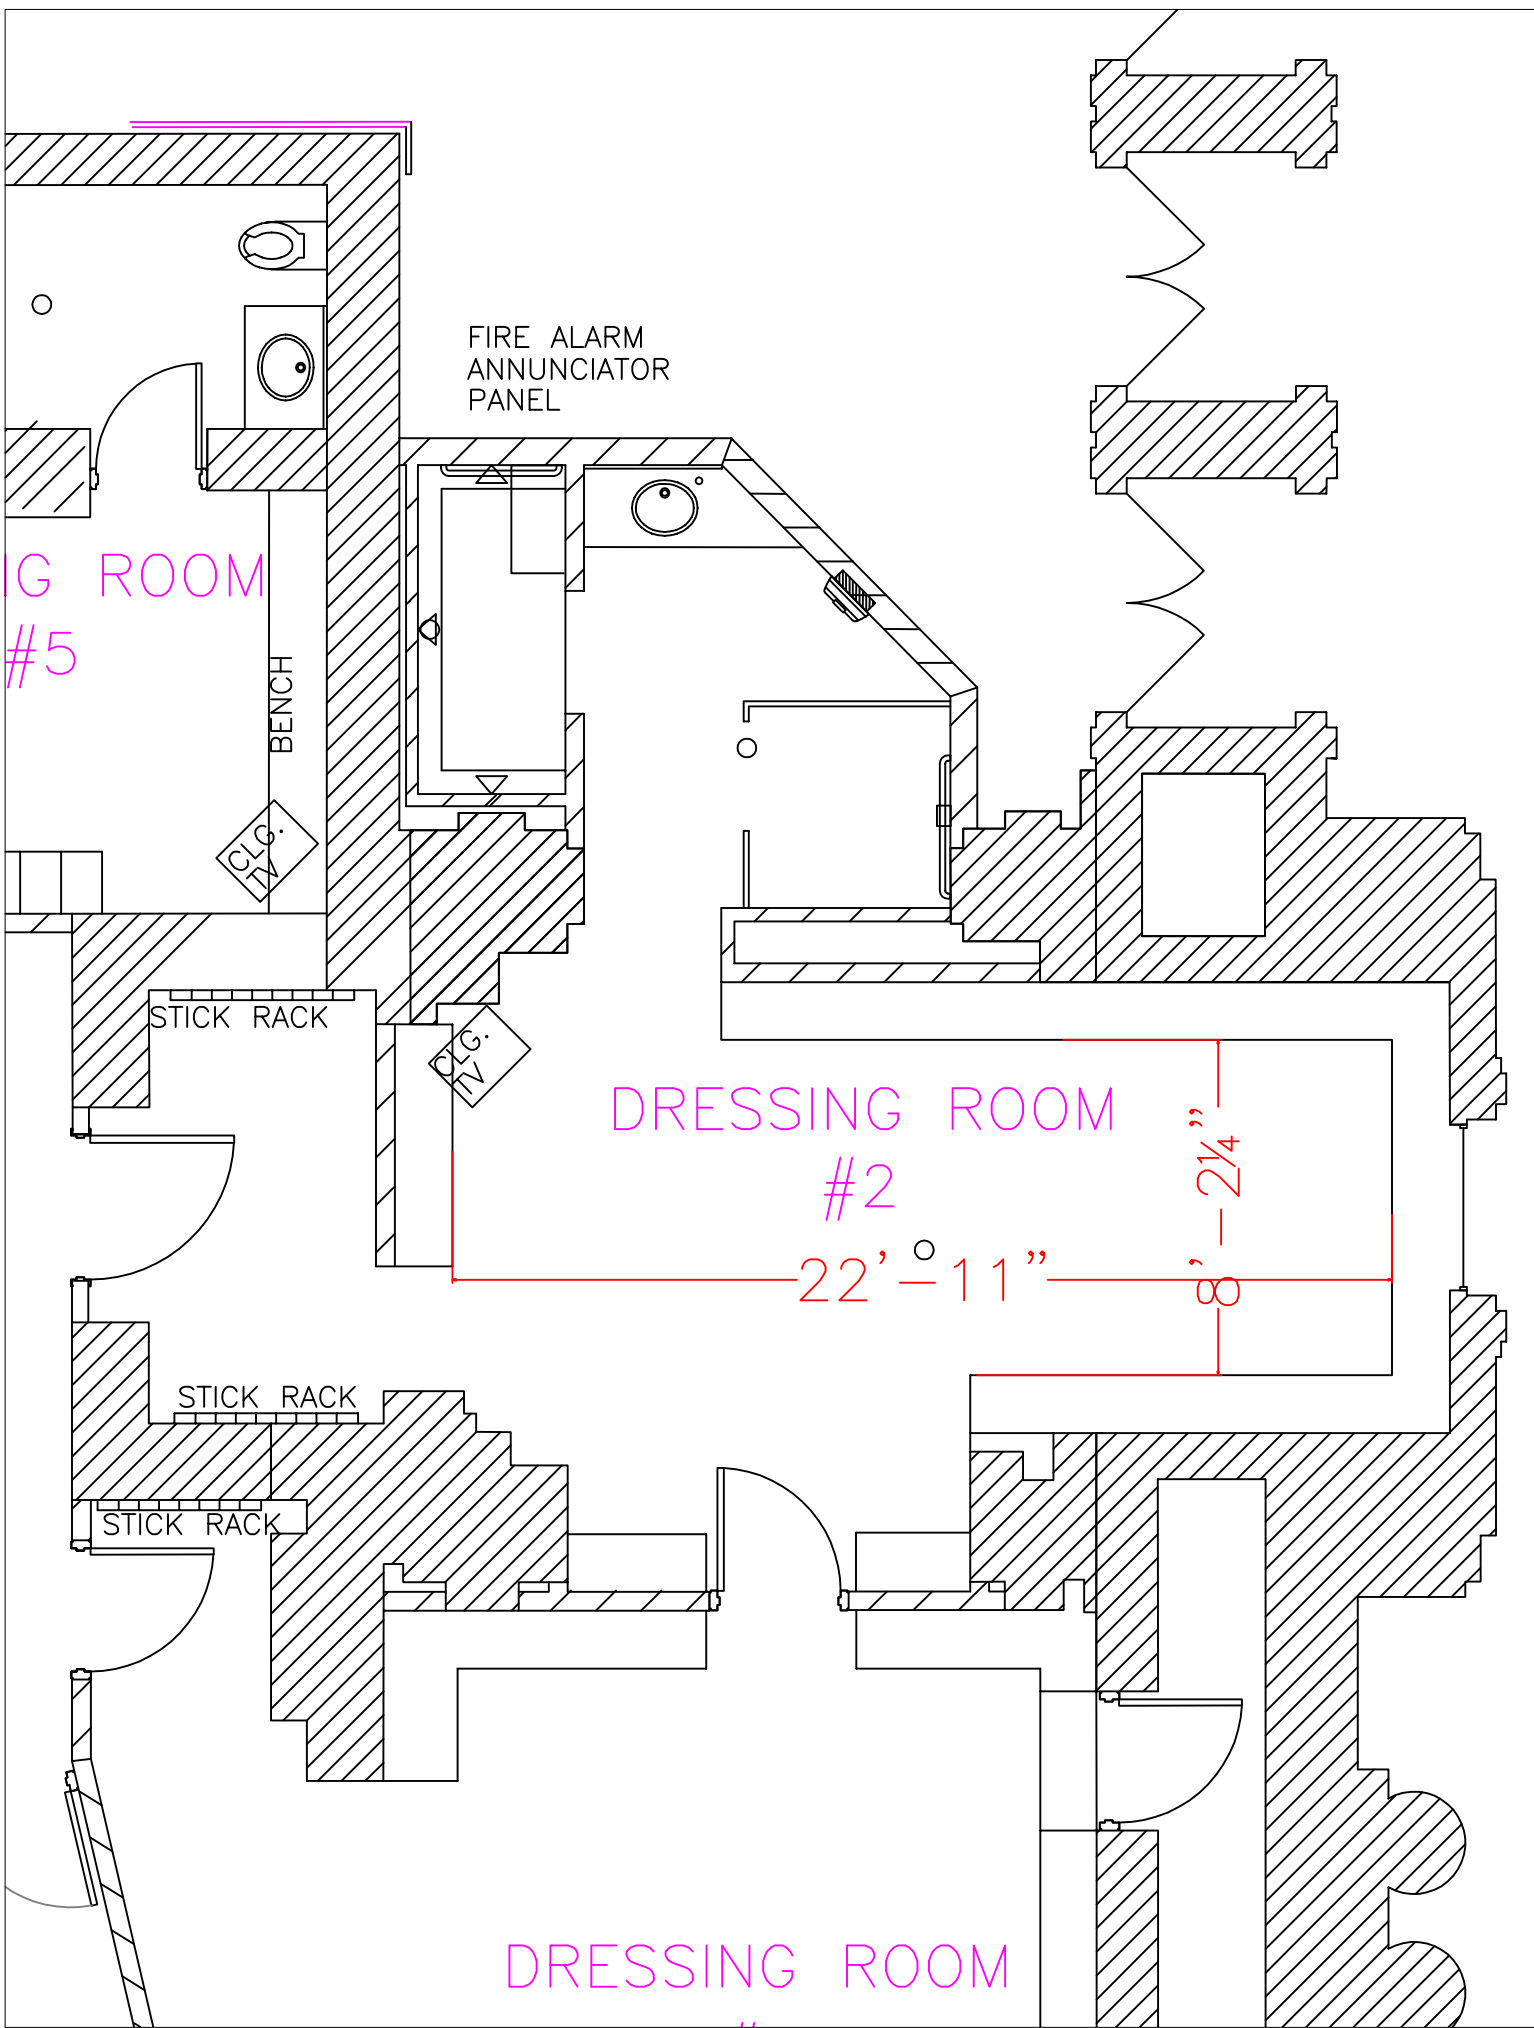 FIRE ALARM
ANNUNCIATOR
PANEL
G ROOM
#5
BENCH
CLG.
TV
STICK RACK
CLG.
TV
DRESSING ROOM
#2
8'-2¼"
22'-11"
STICK RACK
STICK RACK
DRESSING ROOM